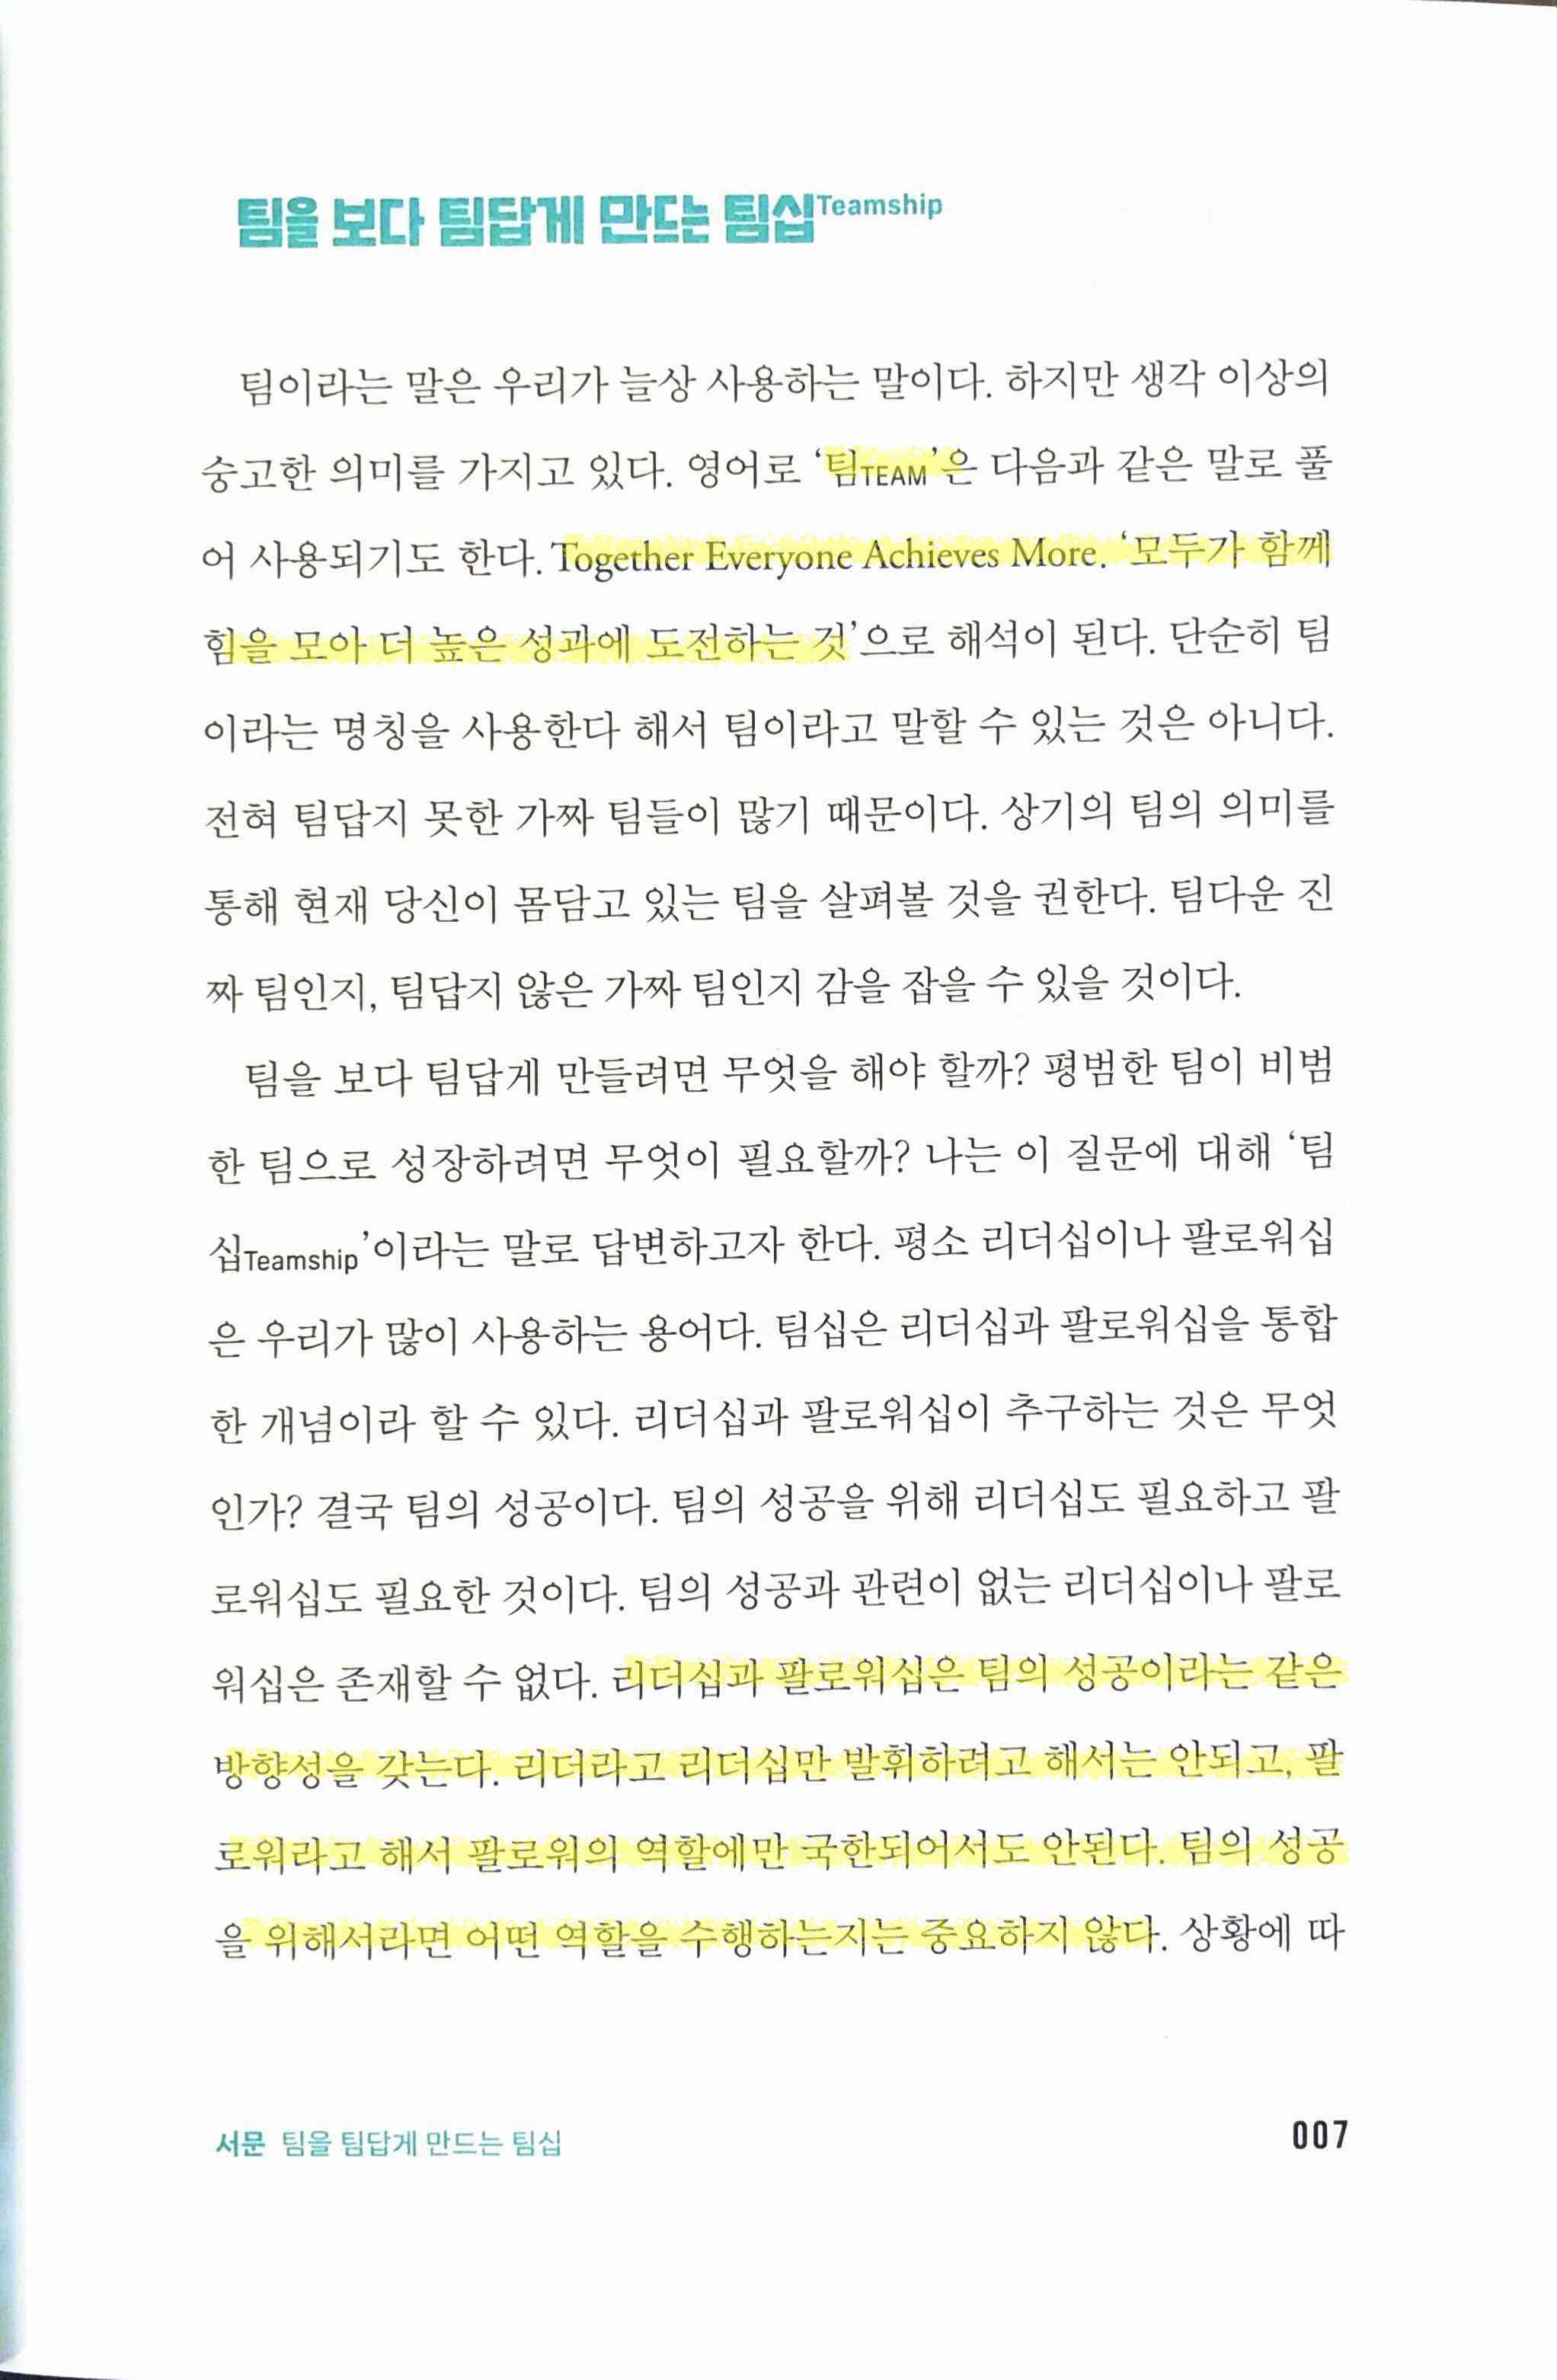 팀을 보다 팀답게 만드는 팀십Teamship
팀이라는 말은 우리가 늘상 사용하는 말이다. 하지만 생각 이상의
숭고한 의미를 가지고 있다. 영어로 ‘팀TEAM’은 다음과 같은 말로 풀
어 사용되기도 한다. Together Everyone Achieves More. ‘모두가 함께
힘을 모아 더 높은 성과에 도전하는 것’으로 해석이 된다. 단순히 팀
이라는 명칭을 사용한다 해서 팀이라고 말할 수 있는 것은 아니다.
전혀 팀답지 못한 가짜 팀들이 많기 때문이다. 상기의 팀의 의미를
통해 현재 당신이 몸담고 있는 팀을 살펴볼 것을 권한다. 팀다운 진
짜 팀인지, 팀답지 않은 가짜 팀인지 감을 잡을 수 있을 것이다.
팀을 보다 팀답게 만들려면 무엇을 해야 할까? 평범한 팀이 비범
한 팀으로 성장하려면 무엇이 필요할까? 나는 이 질문에 대해 ‘팀
십Teamship’이라는 말로 답변하고자 한다. 평소 리더십이나 팔로워십
은 우리가 많이 사용하는 용어다. 팀십은 리더십과 팔로워십을 통합
한 개념이라 할 수 있다. 리더십과 팔로워십이 추구하는 것은 무엇
인가? 결국 팀의 성공이다. 팀의 성공을 위해 리더십도 필요하고 팔
로워십도 필요한 것이다. 팀의 성공과 관련이 없는 리더십이나 팔로
워십은 존재할 수 없다. 리더십과 팔로워십은 팀의 성공이라는 같은
방향성을 갖는다. 리더라고 리더십만 발휘하려고 해서는 안되고, 팔
로워라고 해서 팔로워의 역할에만 국한되어서도 안된다. 팀의 성공
을 위해서라면 어떤 역할을 수행하는지는 중요하지 않다. 상황에 따
서문 팀을 팀답게 만드는 팀십
007